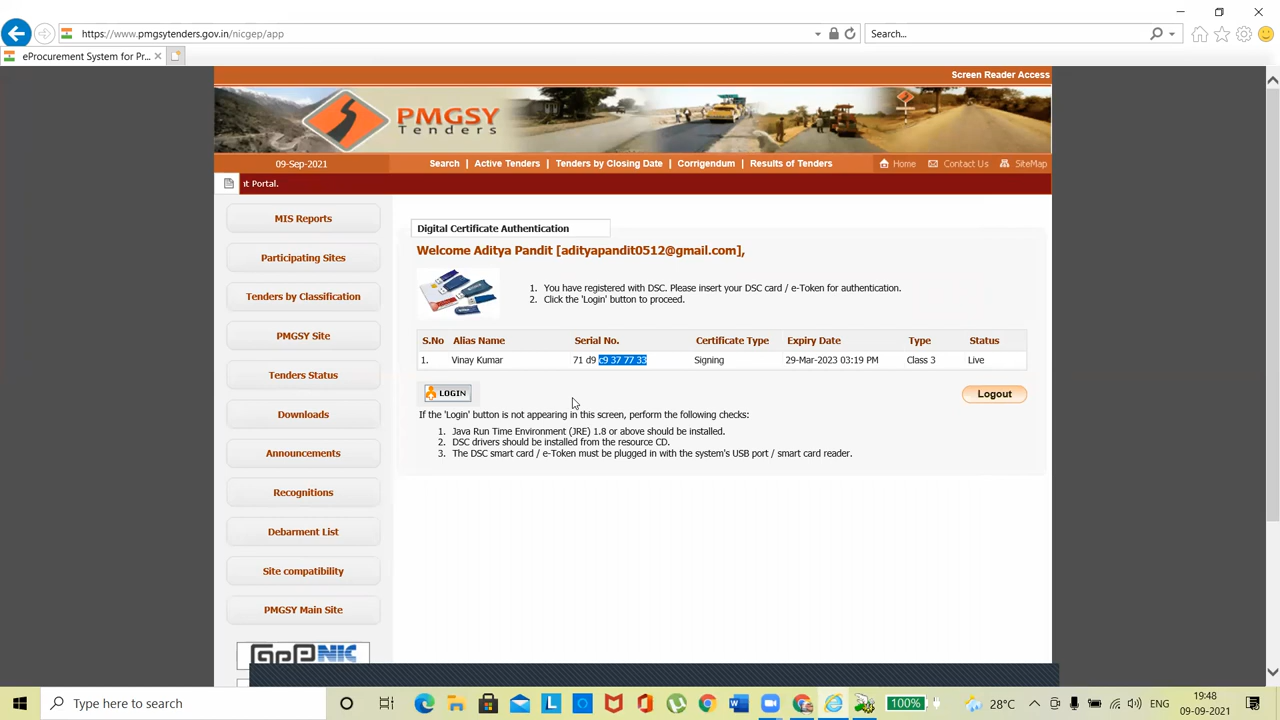 https://www.pmgsytenders.gov.in/nicgep/app
Search...
eProcurement System for Pr...
Screen Reader Access
PMGSY
Tenders
09-Sep-2021
Search | Active Tenders | Tenders by Closing Date | Corrigendum | Results of Tenders
Home
Contact Us
SiteMap
nt Portal.
MIS Reports
Participating Sites
Tenders by Classification
PMGSY Site
Tenders Status
Downloads
Announcements
Recognitions
Debarment List
Site compatibility
PMGSY Main Site
GePNIC
Digital Certificate Authentication
Welcome Aditya Pandit [adityapandit0512@gmail.com],
1. You have registered with DSC. Please insert your DSC card / e-Token for authentication.
2. Click the 'Login' button to proceed.
S.No Alias Name Serial No. Certificate Type Expiry Date Type Status
1. Vinay Kumar 71 d9 c9 37 77 33 Signing 29-Mar-2023 03:19 PM Class 3 Live
LOGIN
Logout
If the 'Login' button is not appearing in this screen, perform the following checks:
1. Java Run Time Environment (JRE) 1.8 or above should be installed.
2. DSC drivers should be installed from the resource CD.
3. The DSC smart card / e-Token must be plugged in with the system's USB port / smart card reader.
Type here to search
100%
28°C
ENG
19:48
09-09-2021